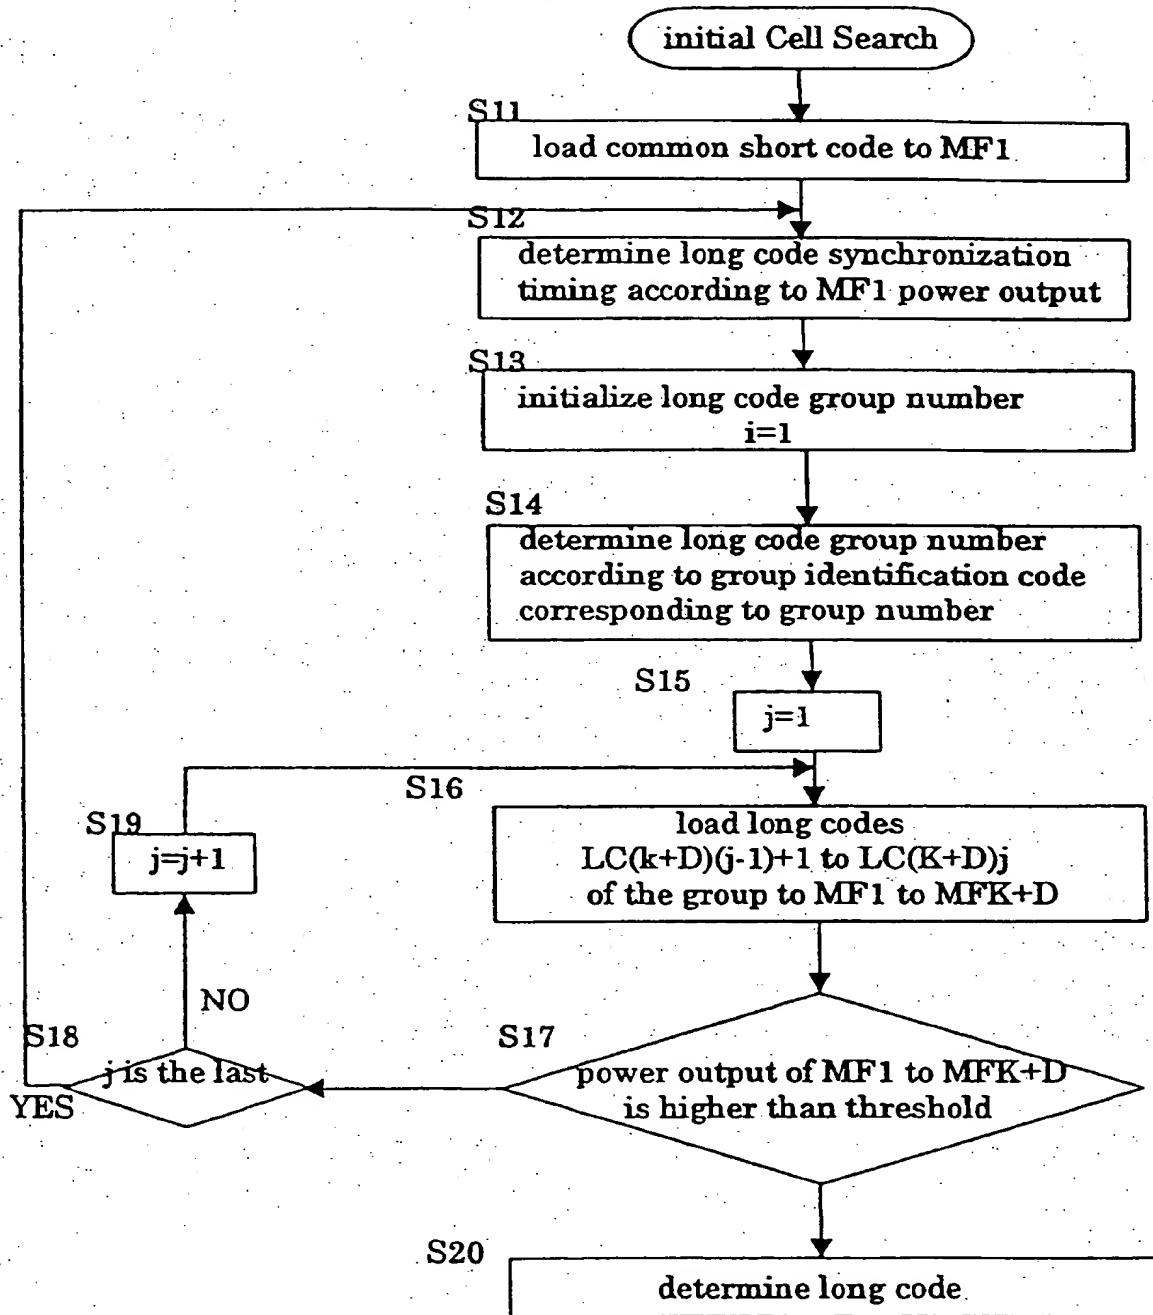 initial Cell Search
S11
load common short code to MF1
S12
determine long code synchronization
timing according to MF1 power output
S13
initialize long code group number
i=1
S14
determine long code group number
according to group identification code
corresponding to group number
S15
j=1
S16
S19
j=j+1
load long codes
LC(k+D)(j-1)+1 to LC(K+D)j
of the group to MF1 to MFK+D
NO
S18
j is the last
YES
S17
power output of MF1 to MFK+D
is higher than threshold
S20
determine long code